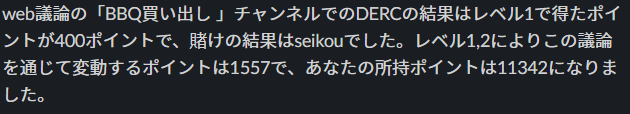 web議論の「BBQ買い出し 」チャンネルでのDERCの結果はレベル1で得たポイ
ントが400ポイントで、賭けの結果はseikouでした。レベル1,2によりこの議論
を通じて変動するポイントは1557で、あなたの所持ポイントは11342になりま
した。